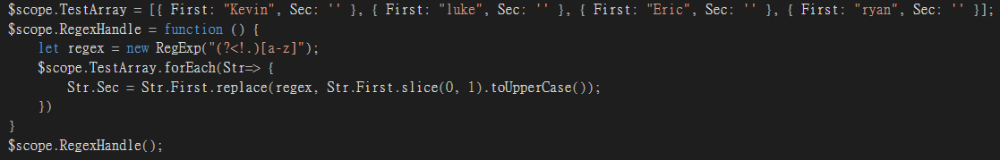 $scope.TestArray = [{ First: "Kevin", Sec: '' }, { First: "luke", Sec: '' }, { First: "Eric", Sec: '' }, { First: "ryan", Sec: '' }];
$scope.RegexHandle = function () {
    let regex = new RegExp("(?<!.)[a-z]");
    $scope.TestArray.forEach(Str=> {
        Str.Sec = Str.First.replace(regex, Str.First.slice(0, 1).toUpperCase());
    })
}
$scope.RegexHandle();